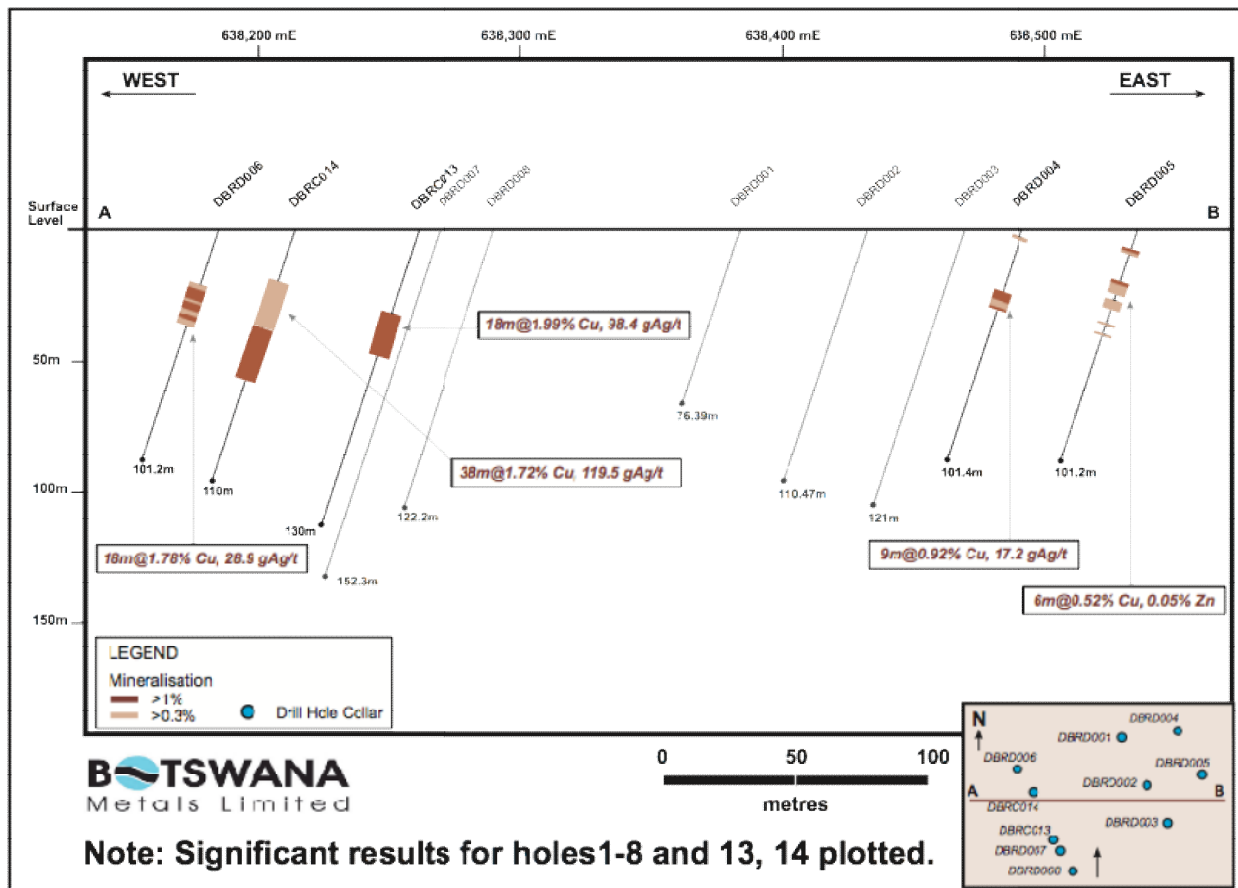 638,200 mE 638,300 mE 638,400 mE 638,500 mE
WEST EAST
DBRD006 DBRC014 DBRC013 DBRD007 DBRD008 DBRD001 DBRD002 DBRD003 DBRD004 DBRD005
Surface
Level
A B
18m@1.99% Cu, 98.4 gAg/t
50m
76.39m
101.2m 38m@1.72% Cu, 119.5 gAg/t 101.4m 101.2m
100m 110m 110.47m
122.2m 121m
130m
18m@1.78% Cu, 28.9 gAg/t 9m@0.92% Cu, 17.2 gAg/t
152.3m
6m@0.52% Cu, 0.05% Zn
150m
LEGEND
Mineralisation
>1%
>0.3% Drill Hole Collar
N
DBRD004
DBRD001
DBRD006 DBRD005
DBRD002
A B
DBRC014
DBRD003
DBRC013
DBRD007
BOTSWANA
Metals Limited
0 50 100
metres
Note: Significant results for holes1-8 and 13, 14 plotted.